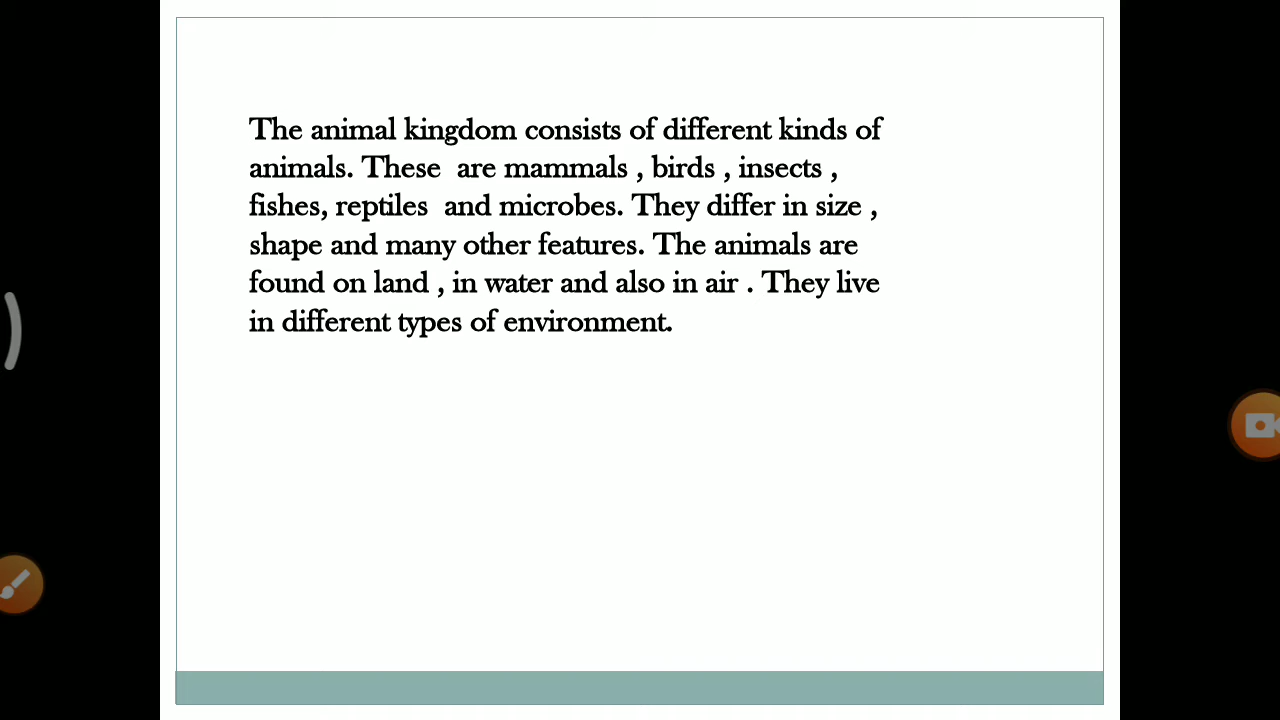 The animal kingdom consists of different kinds of
animals. These  are mammals , birds , insects ,
fishes, reptiles  and microbes. They differ in size ,
shape and many other features. The animals are
found on land , in water and also in air . They live
in different types of environment.